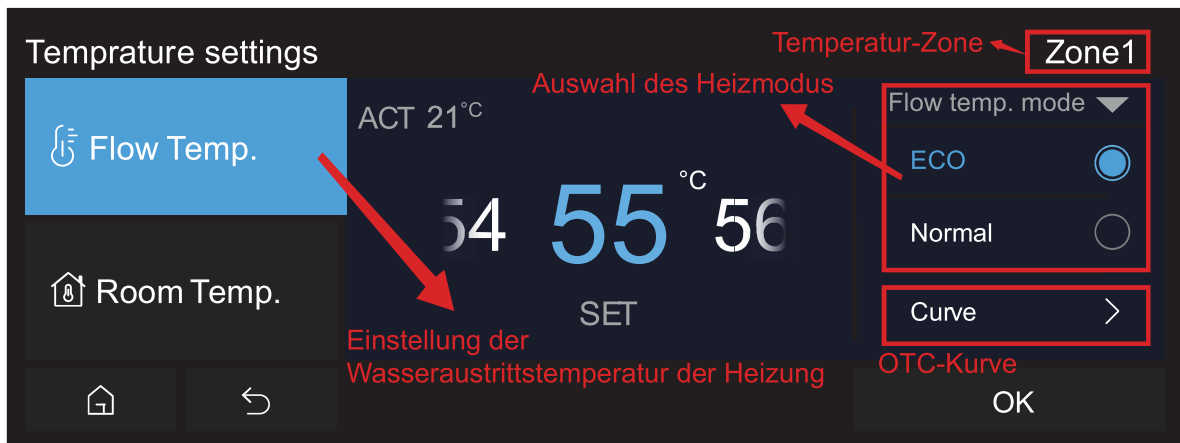 Temprature settings
Temperatur-Zone
Zone1
Auswahl des Heizmodus
Flow Temp.
ACT 21°C
Flow temp. mode
ECO
54 55 °C 56
Normal
Room Temp.
SET
Curve
Einstellung der
Wasseraustrittstemperatur der Heizung
OTC-Kurve
OK